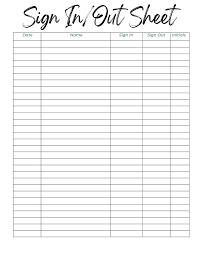 Sign In/Out Sheet
Date Name Sign In Sign Out Initials